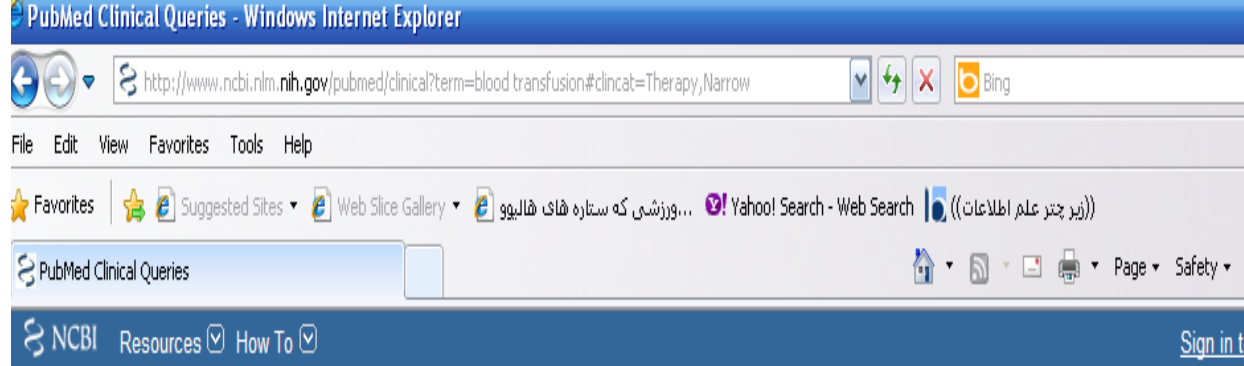 PubMed Clinical Queries - Windows Internet Explorer
http://www.ncbi.nlm.nih.gov/pubmed/clinical?term=blood transfusion#clincat=Therapy,Narrow Bing
File Edit View Favorites Tools Help
Favorites Suggested Sites Web Slice Gallery ورزشی که ستاره های هالیوو... Yahoo! Search - Web Search ((زیر چتر علم اطلاعات))
PubMed Clinical Queries Page Safety
NCBI Resources How To Sign in t